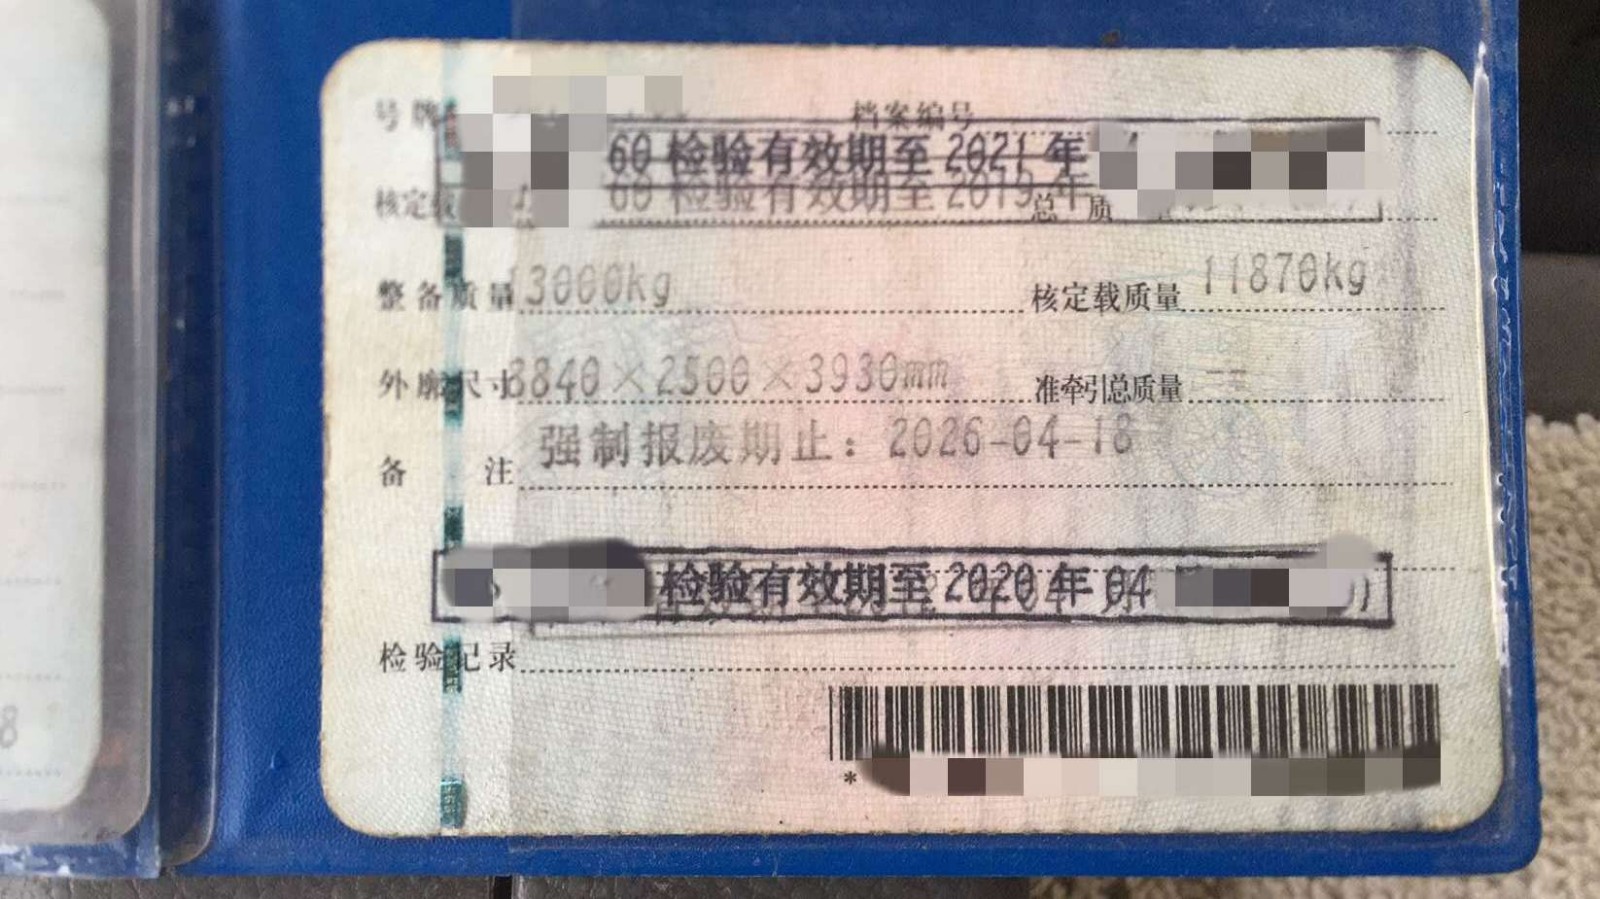 号牌 档案编号
60 检验有效期至 2021 年
核定载 60 检验有效期至 2019 年 总 质
整备质量 13000kg 核定载质量 11870kg
外廓尺寸 8840×2500×3930mm 准牵引总质量 --
备 注 强制报废期止：2026-04-18
检验有效期至 2020 年 04
检验记录
*
8